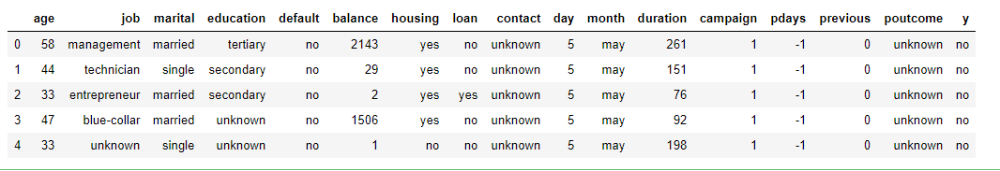 age job marital education default balance housing loan contact day month duration campaign pdays previous poutcome y
0 58 management married tertiary no 2143 yes no unknown 5 may 261 1 -1 0 unknown no
1 44 technician single secondary no 29 yes no unknown 5 may 151 1 -1 0 unknown no
2 33 entrepreneur married secondary no 2 yes yes unknown 5 may 76 1 -1 0 unknown no
3 47 blue-collar married unknown no 1506 yes no unknown 5 may 92 1 -1 0 unknown no
4 33 unknown single unknown no 1 no no unknown 5 may 198 1 -1 0 unknown no